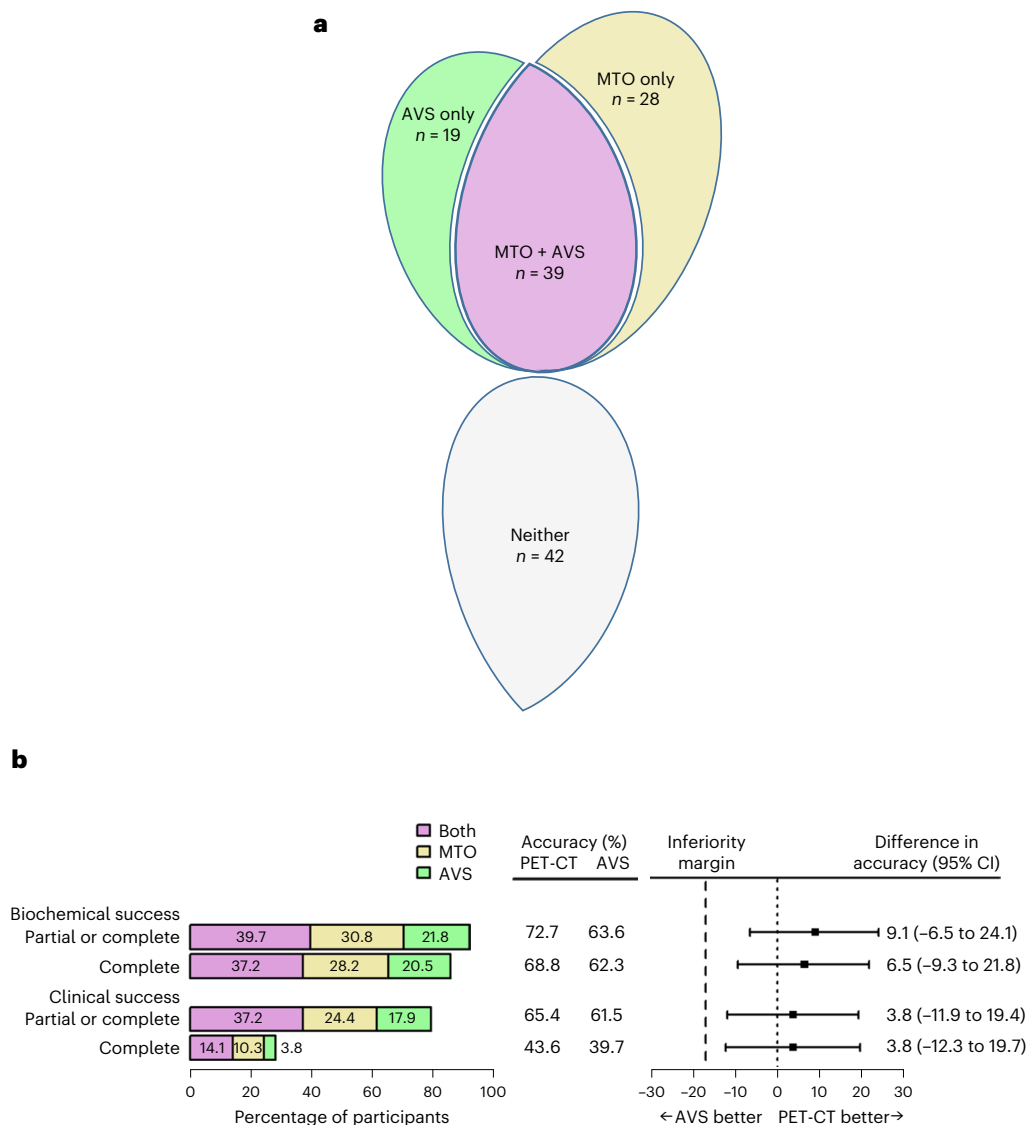 a
MTO only
n = 28
AVS only
n = 19
MTO + AVS
n = 39
Neither
n = 42
b
Both
MTO
AVS
Accuracy (%)
PET-CT AVS
Inferiority
margin
Difference in
accuracy (95% CI)
Biochemical success
Partial or complete 39.7 30.8 21.8 72.7 63.6 9.1 (−6.5 to 24.1)
Complete 37.2 28.2 20.5 68.8 62.3 6.5 (−9.3 to 21.8)
Clinical success
Partial or complete 37.2 24.4 17.9 65.4 61.5 3.8 (−11.9 to 19.4)
Complete 14.1 10.3 3.8 43.6 39.7 3.8 (−12.3 to 19.7)
0 20 40 60 80 100
Percentage of participants
−30 −20 −10 0 10 20 30
←AVS better PET-CT better→